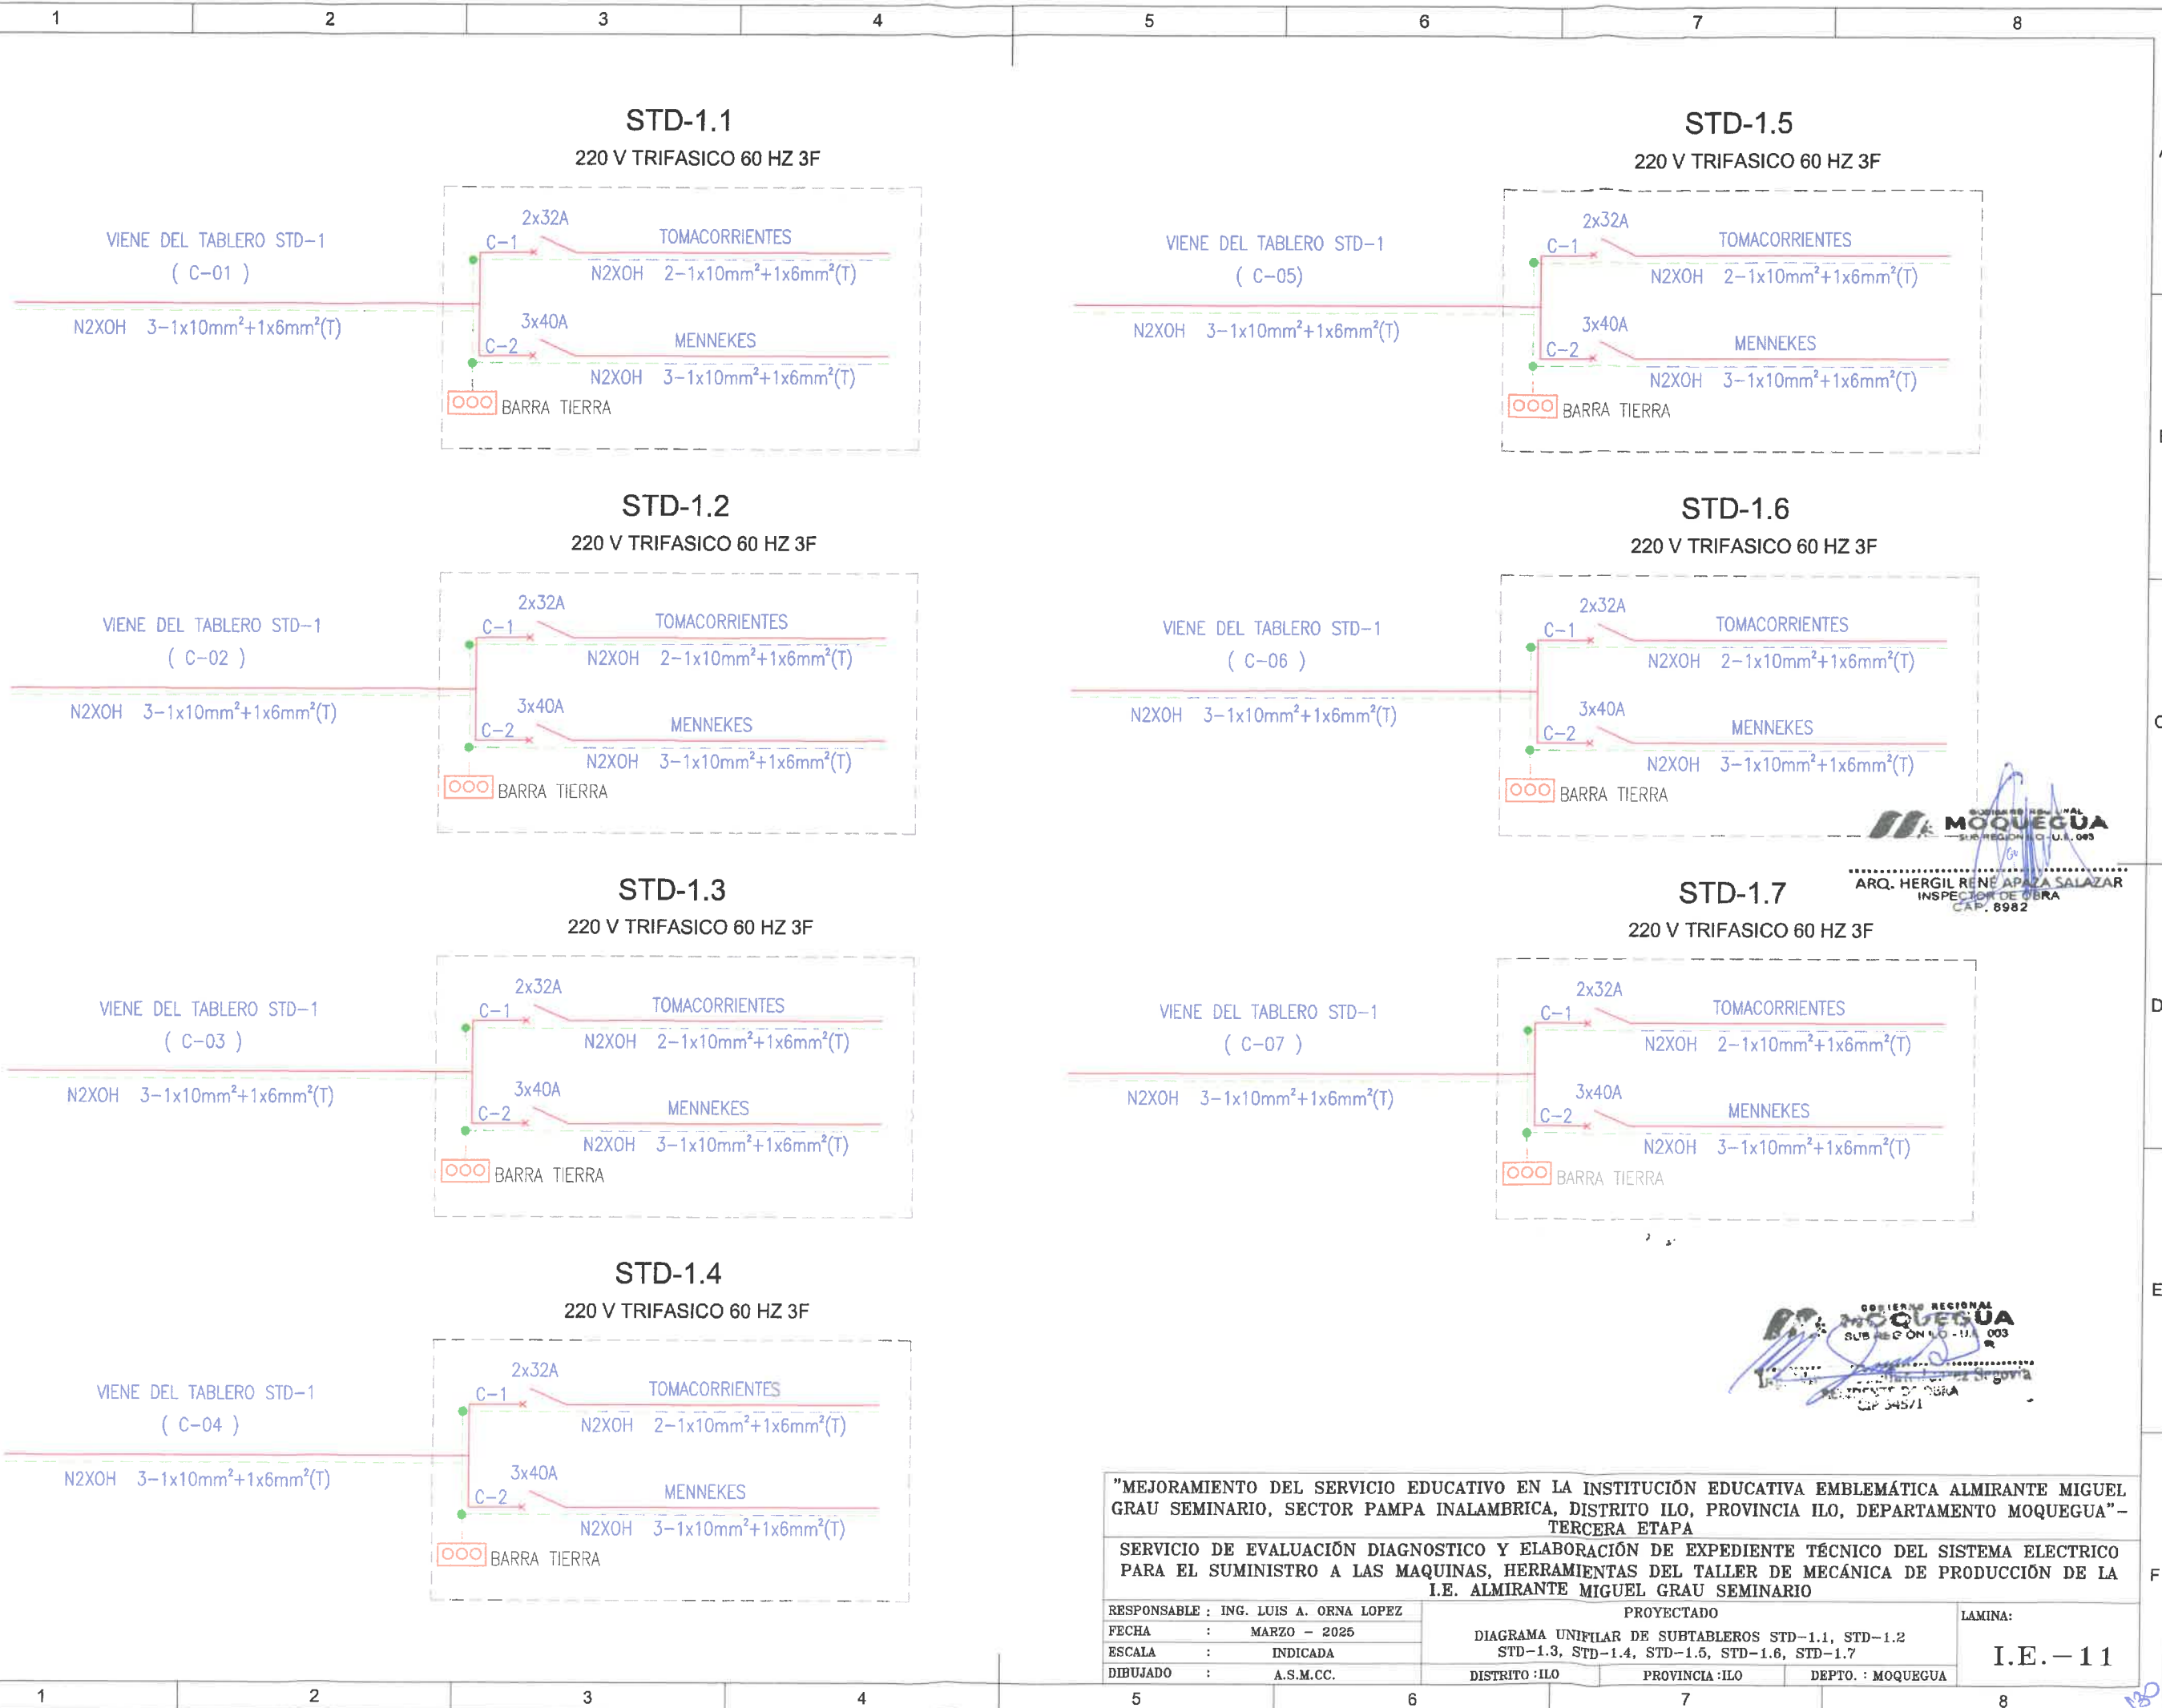 1 2 3 4 5 6 7 8
STD-1.1
220 V TRIFASICO 60 HZ 3F
VIENE DEL TABLERO STD-1
( C-01 )
N2XOH 3-1x10mm²+1x6mm²(T)
2x32A
C-1
TOMACORRIENTES
N2XOH 2-1x10mm²+1x6mm²(T)
3x40A
C-2
MENNEKES
N2XOH 3-1x10mm²+1x6mm²(T)
BARRA TIERRA
STD-1.2
220 V TRIFASICO 60 HZ 3F
VIENE DEL TABLERO STD-1
( C-02 )
N2XOH 3-1x10mm²+1x6mm²(T)
2x32A
C-1
TOMACORRIENTES
N2XOH 2-1x10mm²+1x6mm²(T)
3x40A
C-2
MENNEKES
N2XOH 3-1x10mm²+1x6mm²(T)
BARRA TIERRA
STD-1.3
220 V TRIFASICO 60 HZ 3F
VIENE DEL TABLERO STD-1
( C-03 )
N2XOH 3-1x10mm²+1x6mm²(T)
2x32A
C-1
TOMACORRIENTES
N2XOH 2-1x10mm²+1x6mm²(T)
3x40A
C-2
MENNEKES
N2XOH 3-1x10mm²+1x6mm²(T)
BARRA TIERRA
STD-1.4
220 V TRIFASICO 60 HZ 3F
VIENE DEL TABLERO STD-1
( C-04 )
N2XOH 3-1x10mm²+1x6mm²(T)
2x32A
C-1
TOMACORRIENTES
N2XOH 2-1x10mm²+1x6mm²(T)
3x40A
C-2
MENNEKES
N2XOH 3-1x10mm²+1x6mm²(T)
BARRA TIERRA
STD-1.5
220 V TRIFASICO 60 HZ 3F
VIENE DEL TABLERO STD-1
( C-05)
N2XOH 3-1x10mm²+1x6mm²(T)
2x32A
C-1
TOMACORRIENTES
N2XOH 2-1x10mm²+1x6mm²(T)
3x40A
C-2
MENNEKES
N2XOH 3-1x10mm²+1x6mm²(T)
BARRA TIERRA
STD-1.6
220 V TRIFASICO 60 HZ 3F
VIENE DEL TABLERO STD-1
( C-06 )
N2XOH 3-1x10mm²+1x6mm²(T)
2x32A
C-1
TOMACORRIENTES
N2XOH 2-1x10mm²+1x6mm²(T)
3x40A
C-2
MENNEKES
N2XOH 3-1x10mm²+1x6mm²(T)
BARRA TIERRA
MOQUEGUA
SUB REGION ILO - U.E. 003
ARQ. HERGIL RENÉ APAZA SALAZAR
INSPECTOR DE OBRA
CAP. 8982
STD-1.7
220 V TRIFASICO 60 HZ 3F
VIENE DEL TABLERO STD-1
( C-07 )
N2XOH 3-1x10mm²+1x6mm²(T)
2x32A
C-1
TOMACORRIENTES
N2XOH 2-1x10mm²+1x6mm²(T)
3x40A
C-2
MENNEKES
N2XOH 3-1x10mm²+1x6mm²(T)
BARRA TIERRA
C
D
E
F
GOBIERNO REGIONAL
MOQUEGUA
SUB REGION ILO - U.E. 003
Segovia
RESIDENTE DE OBRA
CIP 34571
"MEJORAMIENTO DEL SERVICIO EDUCATIVO EN LA INSTITUCIÓN EDUCATIVA EMBLEMÁTICA ALMIRANTE MIGUEL
GRAU SEMINARIO, SECTOR PAMPA INALAMBRICA, DISTRITO ILO, PROVINCIA ILO, DEPARTAMENTO MOQUEGUA"-
TERCERA ETAPA
SERVICIO DE EVALUACIÓN DIAGNOSTICO Y ELABORACIÓN DE EXPEDIENTE TÉCNICO DEL SISTEMA ELECTRICO
PARA EL SUMINISTRO A LAS MAQUINAS, HERRAMIENTAS DEL TALLER DE MECÁNICA DE PRODUCCIÓN DE LA
I.E. ALMIRANTE MIGUEL GRAU SEMINARIO
RESPONSABLE : ING. LUIS A. ORNA LOPEZ
FECHA : MARZO - 2025
ESCALA : INDICADA
DIBUJADO : A.S.M.CC.
PROYECTADO
DIAGRAMA UNIFILAR DE SUBTABLEROS STD-1.1, STD-1.2
STD-1.3, STD-1.4, STD-1.5, STD-1.6, STD-1.7
DISTRITO :ILO PROVINCIA :ILO DEPTO. : MOQUEGUA
LAMINA:
I.E.-11
1 2 3 4 5 6 7 8